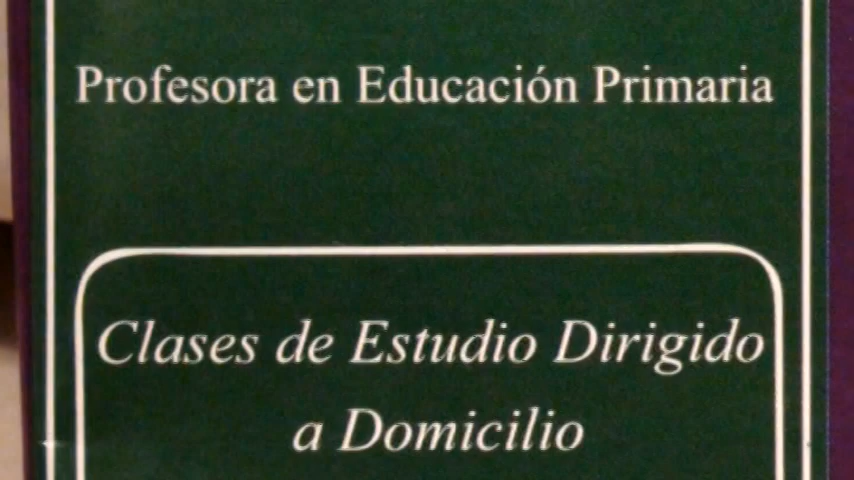 Profesora en Educación Primaria
Clases de Estudio Dirigido
a Domicilio